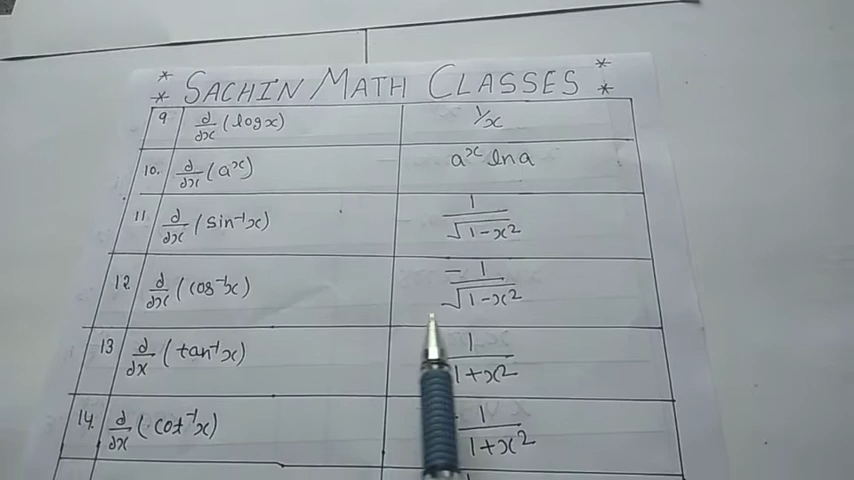 * SACHIN MATH CLASSES *
* *
9 d/dx (log x) 1/x
10. d/dx (a^x) a^x ln a
11. d/dx (sin⁻¹x) 1/√(1-x²)
12. d/dx (cos⁻¹x) -1/√(1-x²)
13 d/dx (tan⁻¹x) 1/(1+x²)
14. d/dx (cot⁻¹x) -1/(1+x²)